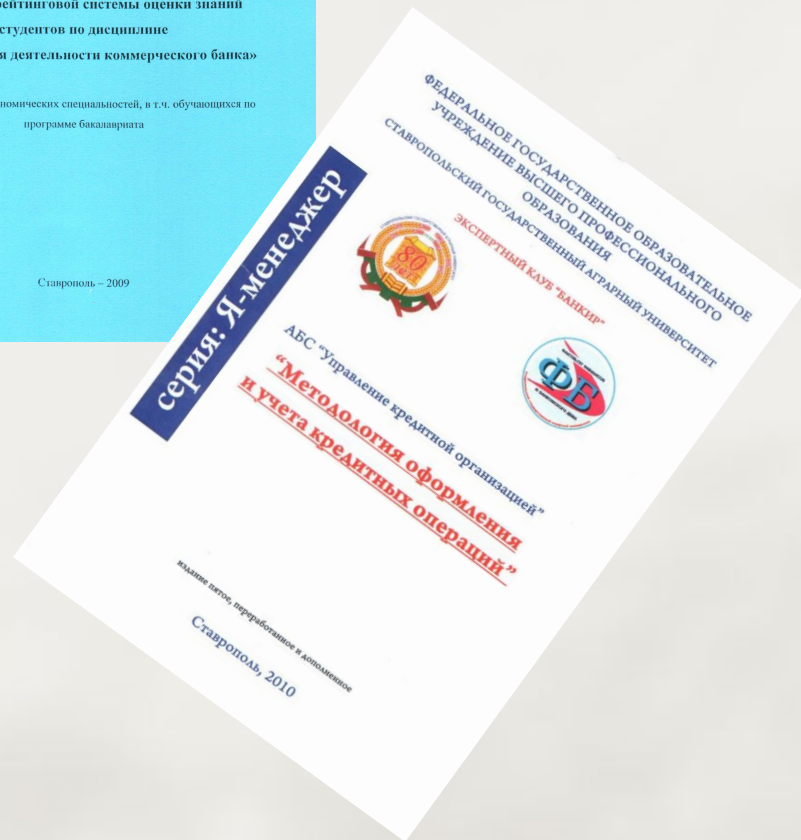 рейтинговой системы оценки знаний
студентов по дисциплине
я деятельности коммерческого банка»
номических специальностей, в т.ч. обучающихся по
программе бакалавриата
Ставрополь – 2009
ФЕДЕРАЛЬНОЕ ГОСУДАРСТВЕННОЕ ОБРАЗОВАТЕЛЬНОЕ
УЧРЕЖДЕНИЕ ВЫСШЕГО ПРОФЕССИОНАЛЬНОГО
ОБРАЗОВАНИЯ
СТАВРОПОЛЬСКИЙ ГОСУДАРСТВЕННЫЙ АГРАРНЫЙ УНИВЕРСИТЕТ
ЭКСПЕРТНЫЙ КЛУБ "БАНКИР"
серия: Я-менеджер
80
ФБ
АБС "Управление кредитной организацией"
“Методология оформления
и учета кредитных операций”
издание пятое, переработанное и дополненное
Ставрополь, 2010